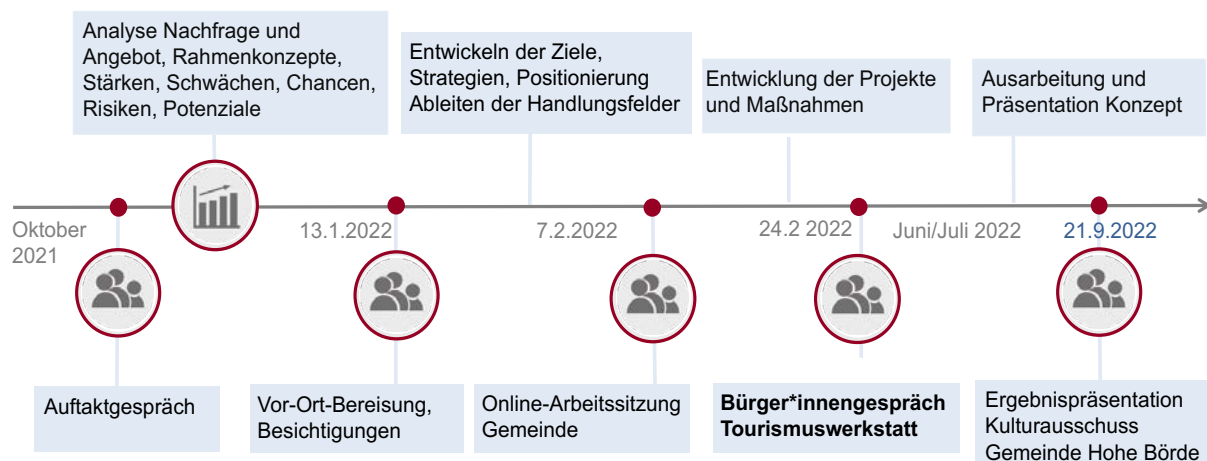 Analyse Nachfrage und
Angebot, Rahmenkonzepte,
Stärken, Schwächen, Chancen,
Risiken, Potenziale
Entwickeln der Ziele,
Strategien, Positionierung
Ableiten der Handlungsfelder
Entwicklung der Projekte
und Maßnahmen
Ausarbeitung und
Präsentation Konzept
Oktober
2021
13.1.2022
7.2.2022
24.2 2022
Juni/Juli 2022
21.9.2022
Auftaktgespräch
Vor-Ort-Bereisung,
Besichtigungen
Online-Arbeitssitzung
Gemeinde
Bürger*innengespräch
Tourismuswerkstatt
Ergebnispräsentation
Kulturausschuss
Gemeinde Hohe Börde